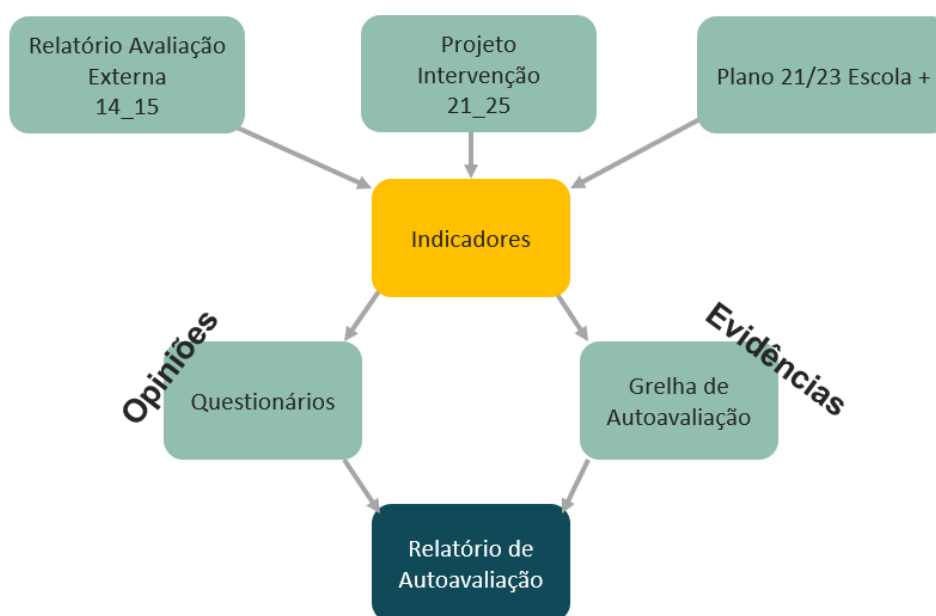 Relatório Avaliação
Externa
14_15
Projeto
Intervenção
21_25
Plano 21/23 Escola +
Indicadores
Opiniões
Questionários
Evidências
Grelha de
Autoavaliação
Relatório de
Autoavaliação